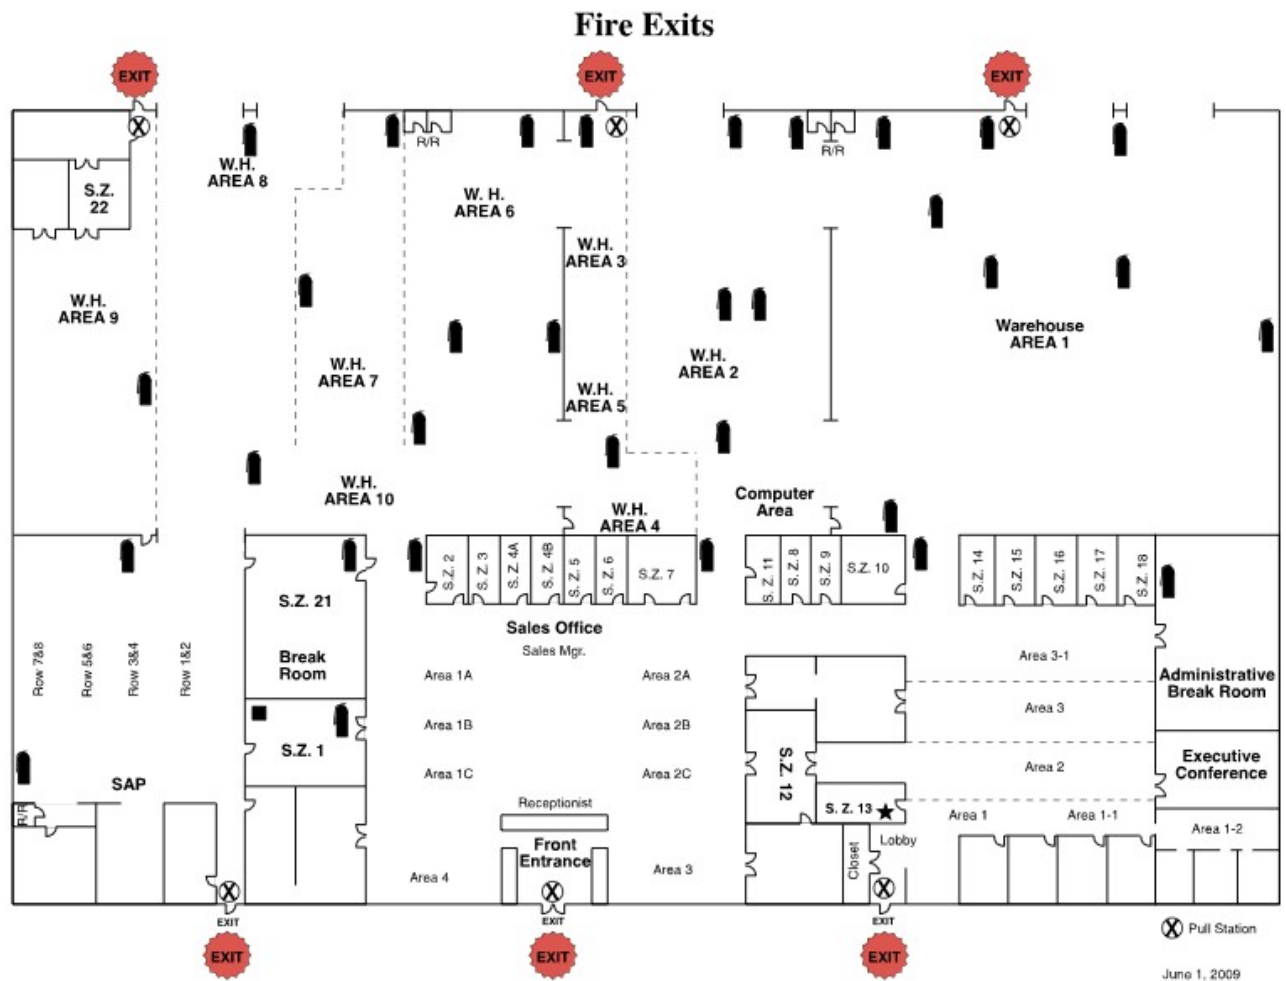 Fire Exits
EXIT
EXIT
EXIT
R/R
R/R
W.H.
AREA 8
S.Z.
22
W. H.
AREA 6
W.H.
AREA 3
W.H.
AREA 9
Warehouse
AREA 1
W.H.
AREA 7
W.H.
AREA 2
W.H.
AREA 5
W.H.
AREA 10
Computer
Area
W.H.
AREA 4
S.Z. 2
S.Z. 3
S.Z. 4A
S.Z. 4B
S.Z. 5
S.Z. 6
S.Z. 7
S.Z. 11
S.Z. 8
S.Z. 9
S.Z. 10
S.Z. 14
S.Z. 15
S.Z. 16
S.Z. 17
S.Z. 18
S.Z. 21
Break
Room
Sales Office
Sales Mgr.
Row 7&8
Row 5&6
Row 3&4
Row 1&2
Area 1A
Area 2A
Area 3-1
Administrative
Break Room
Area 1B
Area 2B
Area 3
S.Z. 1
Area 1C
Area 2C
S.Z. 12
Area 2
Executive
Conference
SAP
R/R
Receptionist
S. Z. 13
Area 1
Area 1-1
Area 1-2
Front
Entrance
Closet
Lobby
Area 4
Area 3
EXIT
EXIT
EXIT
EXIT
EXIT
EXIT
X Pull Station
June 1, 2009